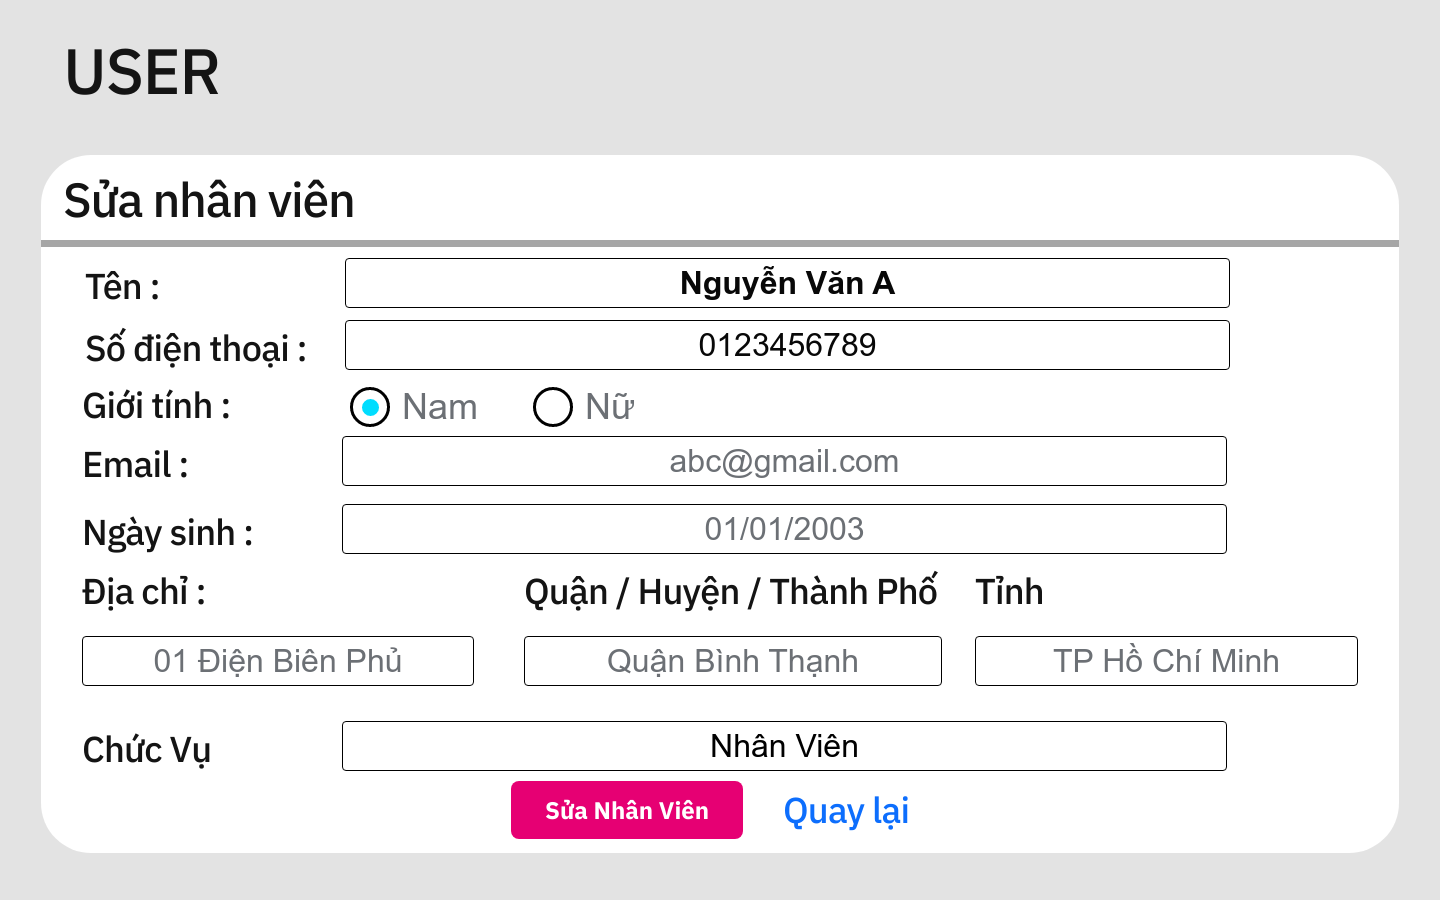 USER
Sửa nhân viên
Tên : Nguyễn Văn A
Số điện thoại : 0123456789
Giới tính : Nam Nữ
Email : abc@gmail.com
Ngày sinh : 01/01/2003
Địa chỉ : Quận / Huyện / Thành Phố Tỉnh
01 Điện Biên Phủ Quận Bình Thạnh TP Hồ Chí Minh
Chức Vụ Nhân Viên
Sửa Nhân Viên Quay lại